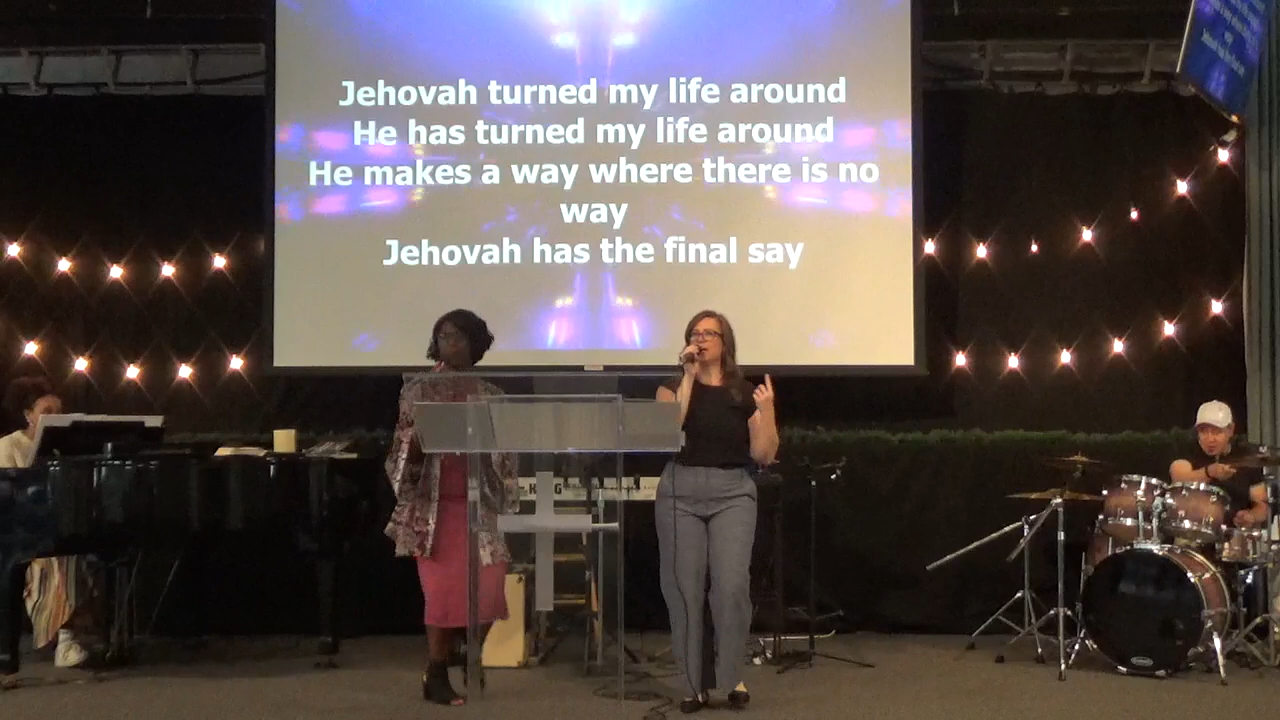 Jehovah turned my life around
He has turned my life around
He makes a way where there is no
way
Jehovah has the final say